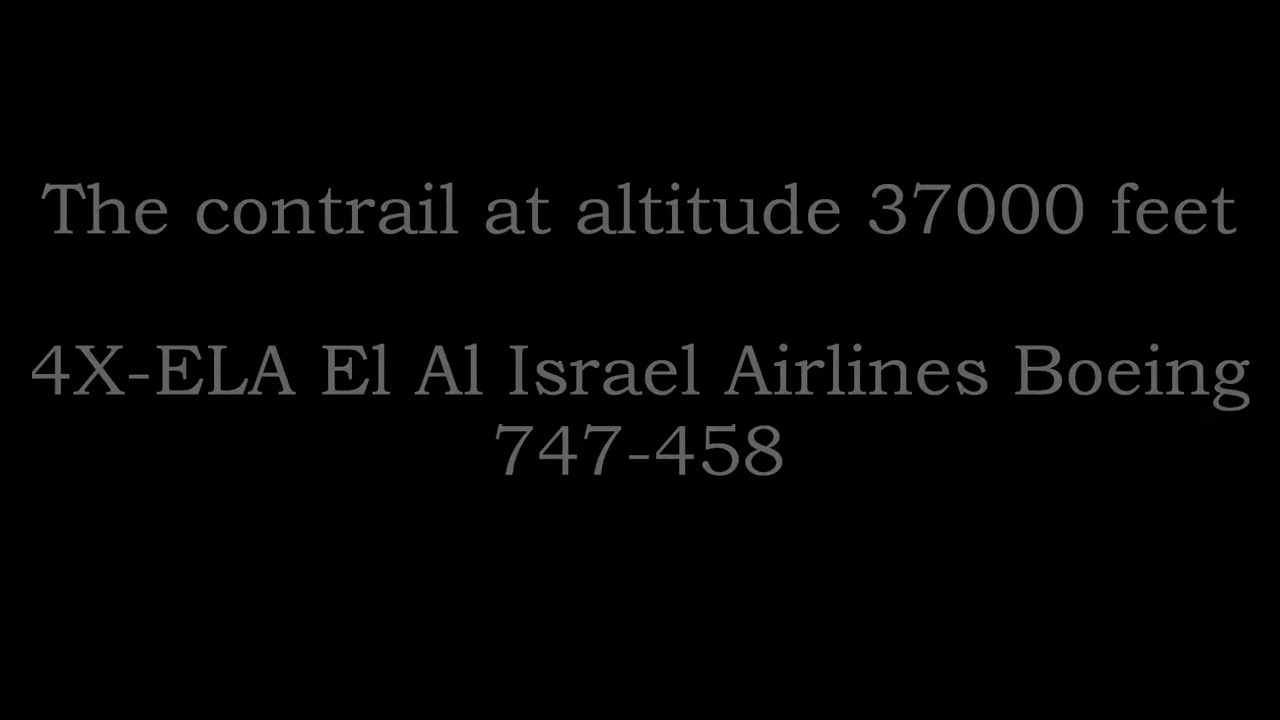 The contrail at altitude 37000 feet
4X-ELA El Al Israel Airlines Boeing
747-458